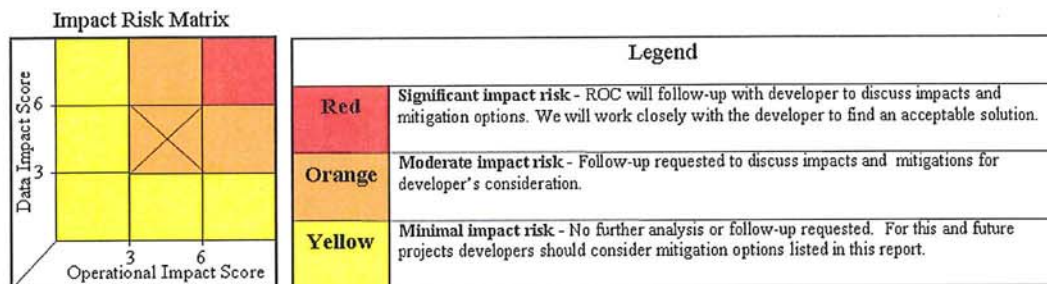 Impact Risk Matrix
Data Impact Score
6
3
3
6
Operational Impact Score
Legend
Red
Significant impact risk - ROC will follow-up with developer to discuss impacts and
mitigation options. We will work closely with the developer to find an acceptable solution.
Orange
Moderate impact risk - Follow-up requested to discuss impacts and mitigations for
developer's consideration.
Yellow
Minimal impact risk - No further analysis or follow-up requested. For this and future
projects developers should consider mitigation options listed in this report.